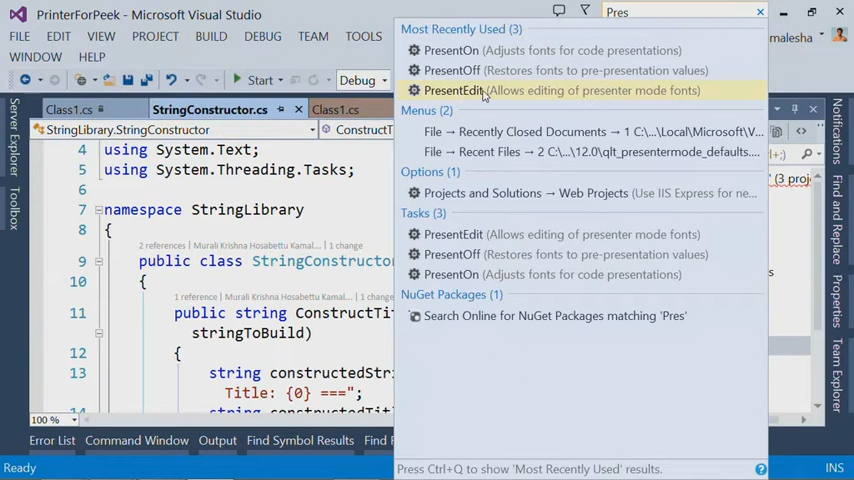 PrinterForPeek - Microsoft Visual Studio
Pres
FILE EDIT VIEW PROJECT BUILD DEBUG TEAM TOOLS
malesha
WINDOW HELP
Start
Debug
Class1.cs
StringConstructor.cs
Class1.cs
StringLibrary.StringConstructor
ConstructT
4 using System.Text;
5 using System.Threading.Tasks;
6
7 namespace StringLibrary
8 {
2 references | Murali Krishna Hosabettu Kamal... | 1 change
9 public class StringConstructor
10 {
1 reference | Murali Krishna Hosabettu Kamal... | 1 change
11 public string ConstructTi
stringToBuild)
12 {
13 string constructedStr
Title: {0} ===";
14 string constructedTit
100 %
Server Explorer
Toolbox
Most Recently Used (3)
PresentOn (Adjusts fonts for code presentations)
PresentOff (Restores fonts to pre-presentation values)
PresentEdit (Allows editing of presenter mode fonts)
Menus (2)
File → Recently Closed Documents → 1 C:\...\Local\Microsoft\V...
File → Recent Files → 2 C:\...\12.0\qlt_presentermode_defaults....
Options (1)
Projects and Solutions → Web Projects (Use IIS Express for ne...
Tasks (3)
PresentEdit (Allows editing of presenter mode fonts)
PresentOff (Restores fonts to pre-presentation values)
PresentOn (Adjusts fonts for code presentations)
NuGet Packages (1)
Search Online for NuGet Packages matching 'Pres'
Press Ctrl+Q to show 'Most Recently Used' results.
(3 proj
Notifications
Find and Replace
Properties
Team Explorer
Error List Command Window Output Find Symbol Results Find R
Ready
INS